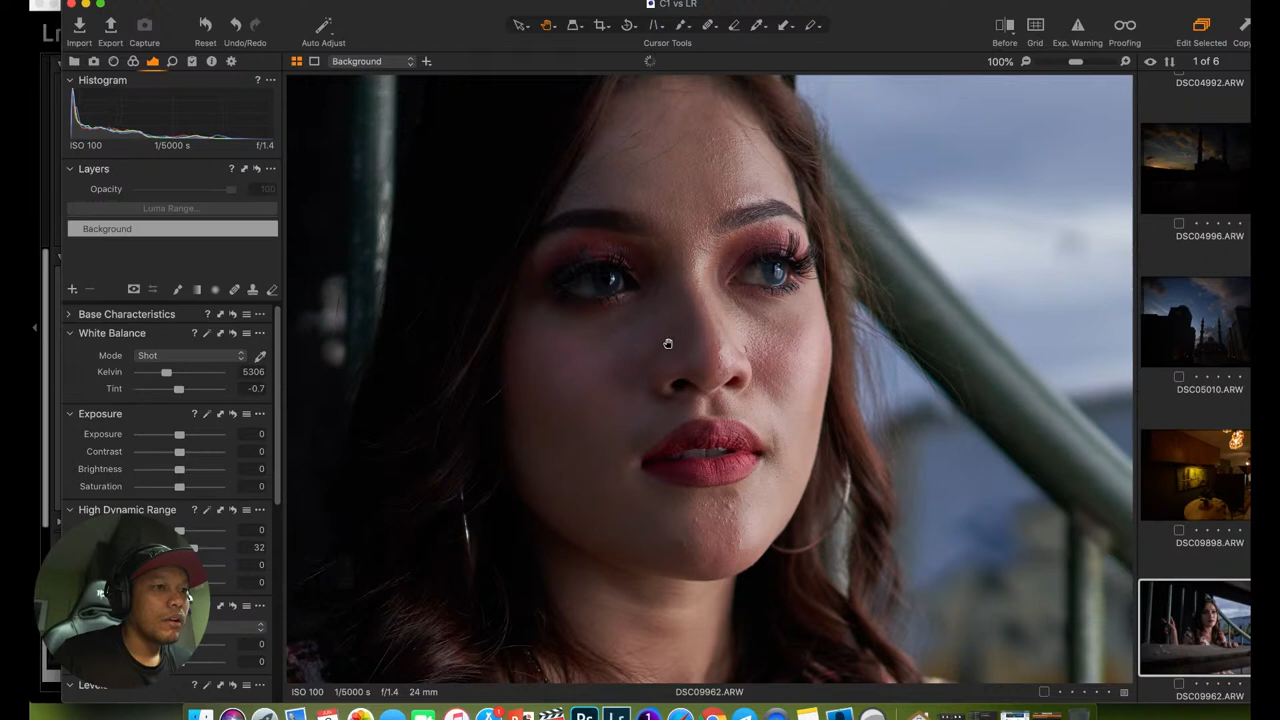 C1 vs LR
Import Export Capture Reset Undo/Redo Auto Adjust Cursor Tools Before Grid Exp. Warning Proofing Edit Selected
Background 100% 1 of 6
Histogram
ISO 100 1/5000 s f/1.4
Layers
Opacity 100
Luma Range...
Background
Base Characteristics
White Balance
Mode Shot
Kelvin 5306
Tint -0.7
Exposure
Exposure 0
Contrast 0
Brightness 0
Saturation 0
High Dynamic Range
0
32
0
0
0
0
DSC04992.ARW
DSC04996.ARW
DSC05010.ARW
DSC09898.ARW
DSC09962.ARW
ISO 100 1/5000 s f/1.4 24 mm DSC09962.ARW
Ps Lr